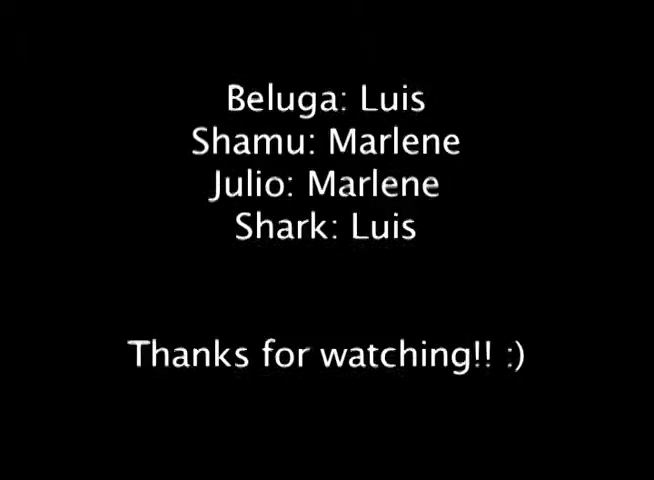 Beluga: Luis
Shamu: Marlene
Julio: Marlene
Shark: Luis
Thanks for watching!! :)